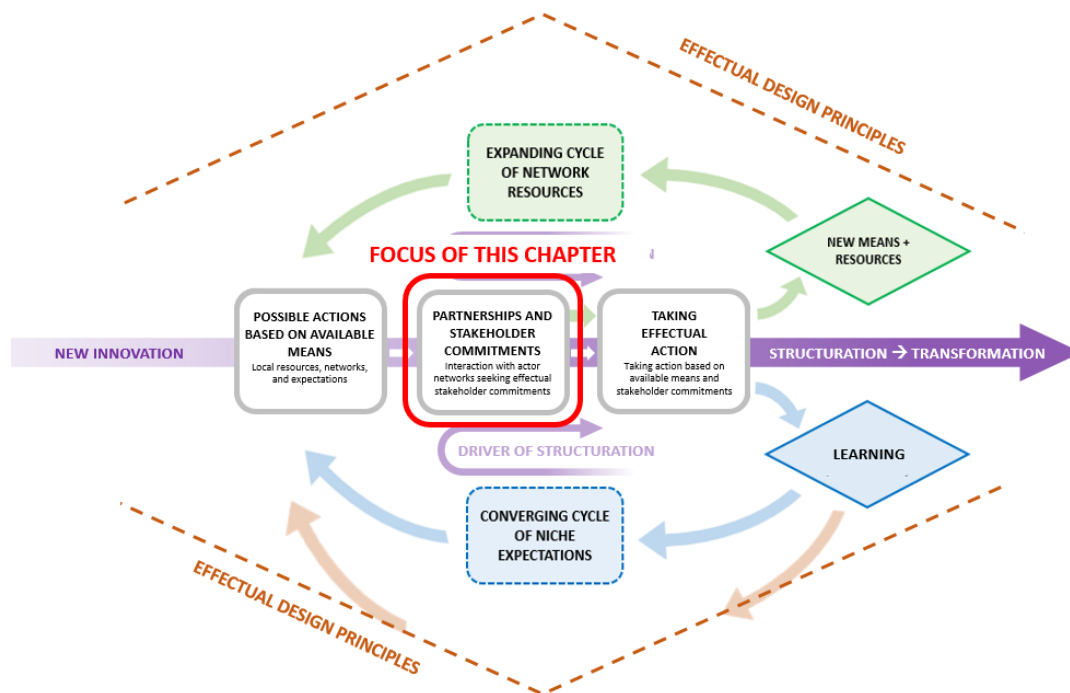 EFFECTUAL DESIGN PRINCIPLES
EXPANDING CYCLE
OF NETWORK
RESOURCES
NEW MEANS +
RESOURCES
FOCUS OF THIS CHAPTER
POSSIBLE ACTIONS
BASED ON AVAILABLE
MEANS
Local resources, networks,
and expectations
PARTNERSHIPS AND
STAKEHOLDER
COMMITMENTS
Interaction with actor
networks seeking effectual
stakeholder commitments
TAKING
EFFECTUAL
ACTION
Taking action based on
available means and
stakeholder commitments
NEW INNOVATION
STRUCTURATION → TRANSFORMATION
DRIVER OF STRUCTURATION
LEARNING
CONVERGING CYCLE
OF NICHE
EXPECTATIONS
EFFECTUAL DESIGN PRINCIPLES